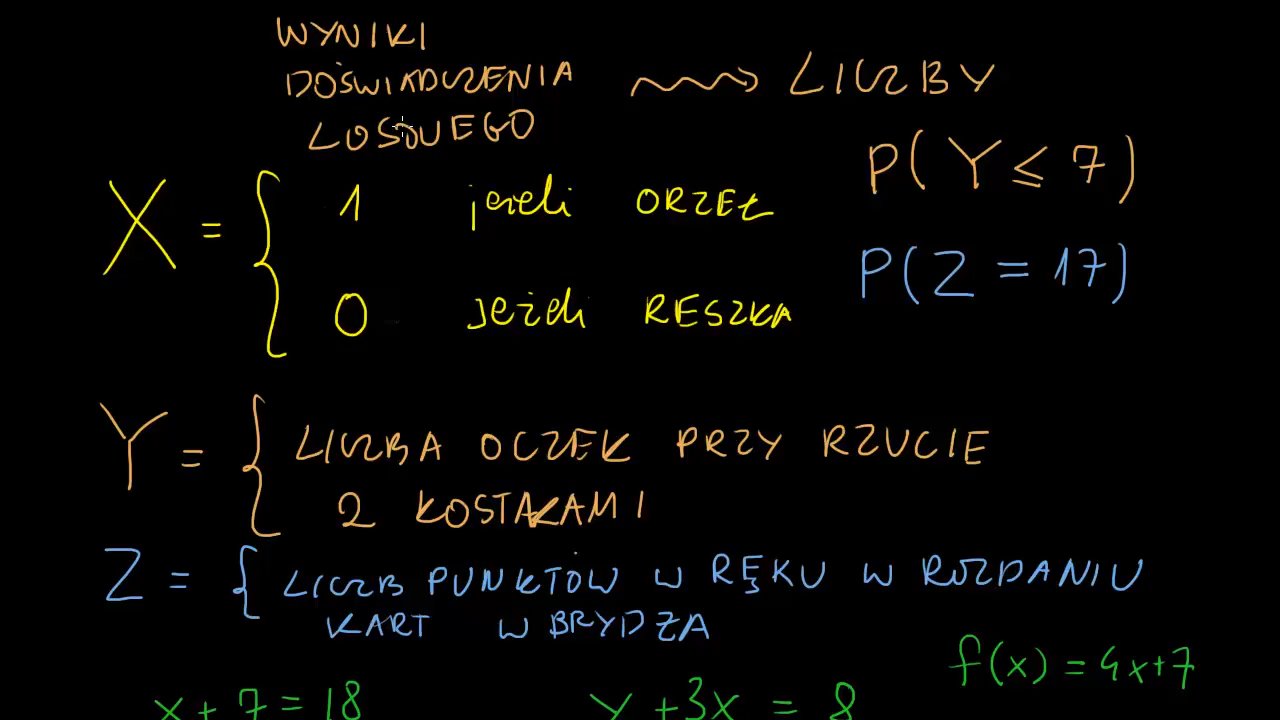 WYNIKI
DOŚWIADCZENIA
LOSOWEGO
LICZBY
P(Y ≤ 7)
X = { 1 jeżeli ORZEŁ
0 jeżeli RESZKA
P(Z = 17)
Y = { LICZBA OCZEK PRZY RZUCIE
2 KOSTKAMI
Z = { LICZB PUNKTÓW W RĘKU W ROZDANIU
KART W BRYDŻA
f(x) = 4x+7
x + 7 = 18
y + 3x = 8